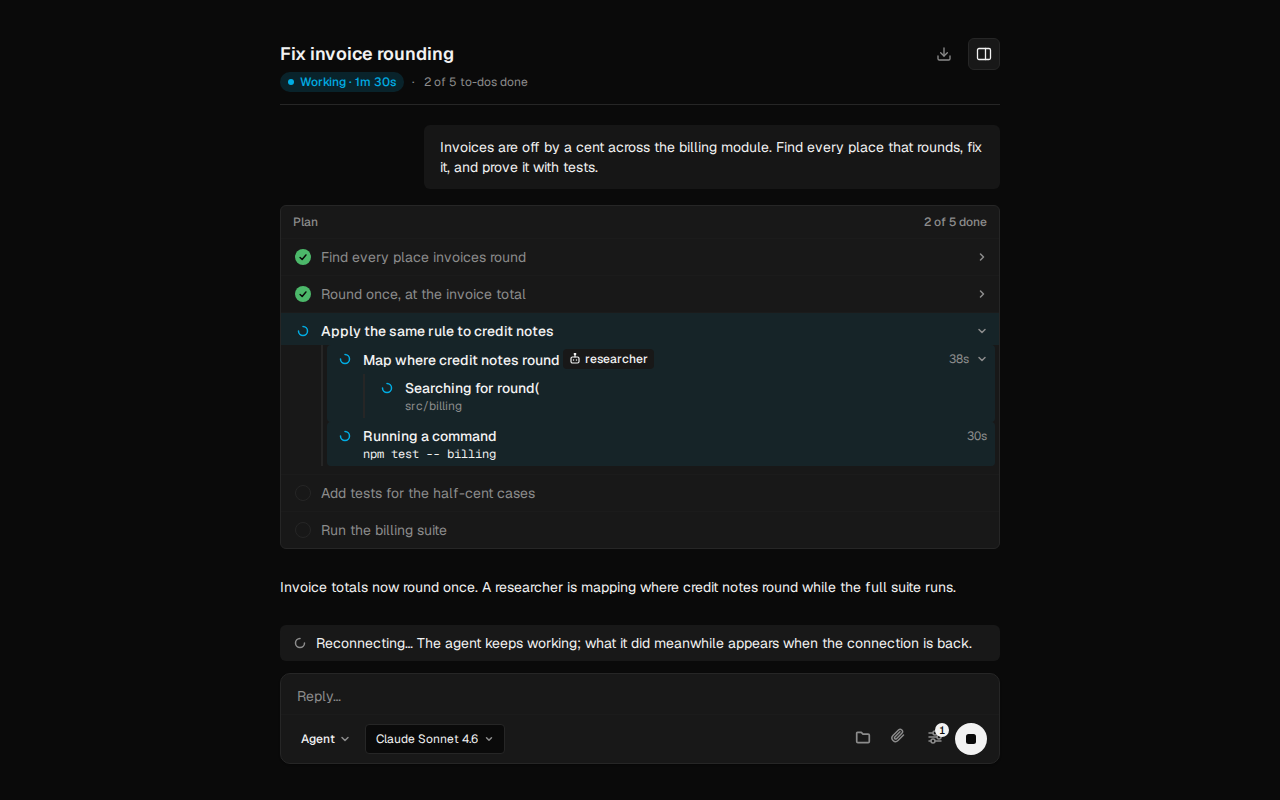 Fix invoice rounding
Working · 1m 30s · 2 of 5 to-dos done
Invoices are off by a cent across the billing module. Find every place that rounds, fix
it, and prove it with tests.
Plan 2 of 5 done
Find every place invoices round
Round once, at the invoice total
Apply the same rule to credit notes
Map where credit notes round researcher 38s
Searching for round(
src/billing
Running a command 30s
npm test -- billing
Add tests for the half-cent cases
Run the billing suite
Invoice totals now round once. A researcher is mapping where credit notes round while the full suite runs.
Reconnecting… The agent keeps working; what it did meanwhile appears when the connection is back.
Reply…
Agent Claude Sonnet 4.6 1